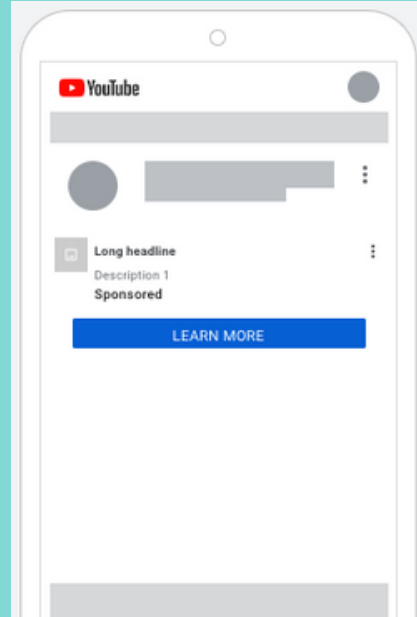 YouTube
Long headline
Description 1
Sponsored
LEARN MORE